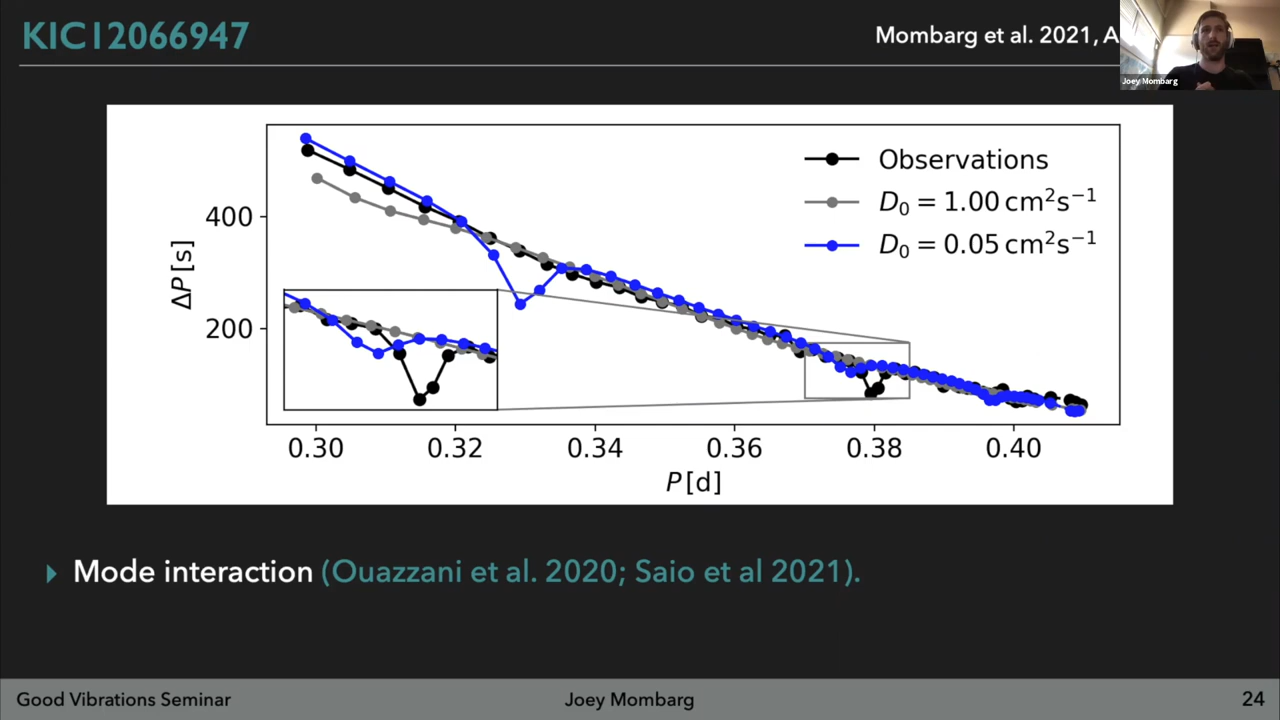 KIC12066947
Mombarg et al. 2021, A
Joey Mombarg
Observations
D₀ = 1.00 cm²s⁻¹
D₀ = 0.05 cm²s⁻¹
400
200
ΔP [s]
0.30 0.32 0.34 0.36 0.38 0.40
P [d]
Mode interaction (Ouazzani et al. 2020; Saio et al 2021).
Good Vibrations Seminar Joey Mombarg 24